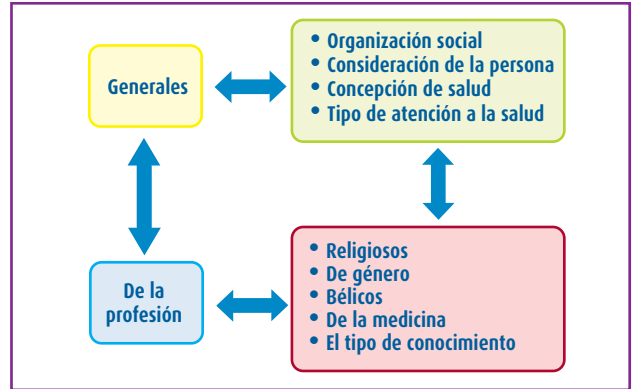 Generales
• Organización social
• Consideración de la persona
• Concepción de salud
• Tipo de atención a la salud
De la
profesión
• Religiosos
• De género
• Bélicos
• De la medicina
• El tipo de conocimiento